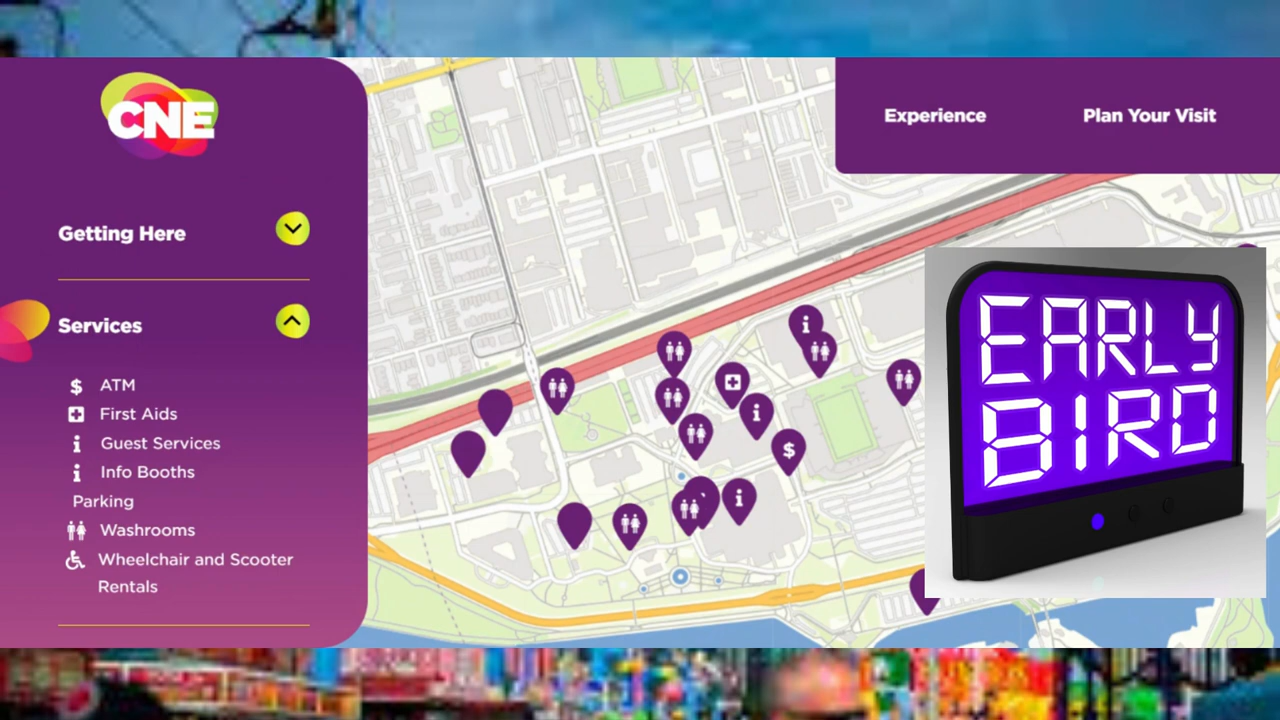 CNE
Experience
Plan Your Visit
Getting Here
Services
$ ATM
First Aids
i Guest Services
i Info Booths
Parking
Washrooms
Wheelchair and Scooter
Rentals
i
i
$
i
EARLY
BIRD